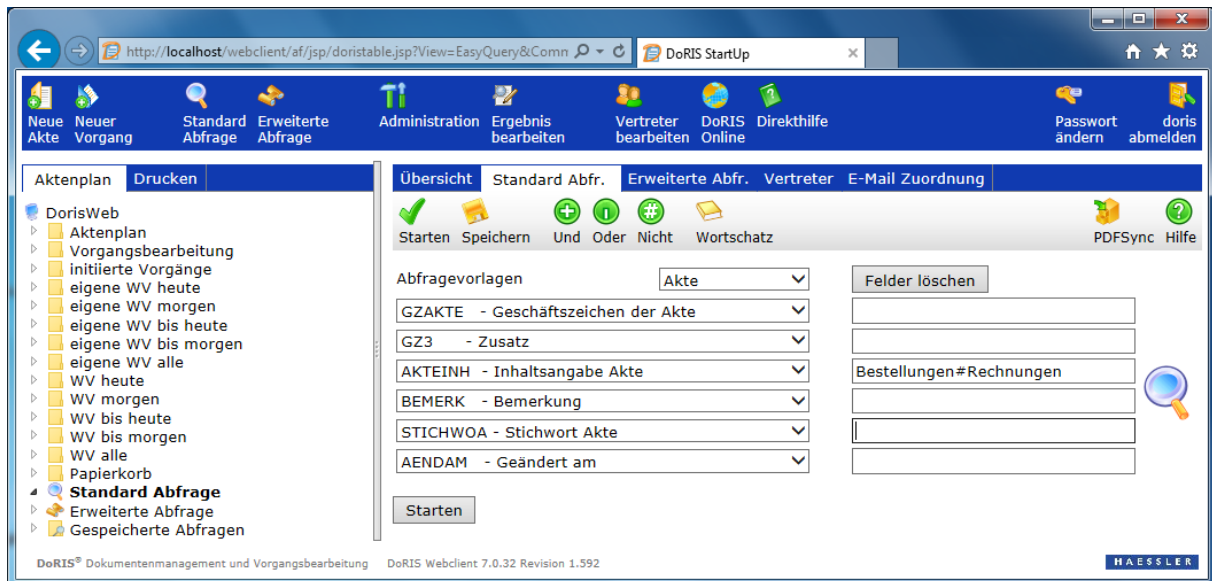 http://localhost/webclient/af/jsp/doristable.jsp?View=EasyQuery&Comm
DoRIS StartUp
Neue Akte
Neuer Vorgang
Standard Abfrage
Erweiterte Abfrage
Administration
Ergebnis bearbeiten
Vertreter bearbeiten
DoRIS Online
Direkthilfe
Passwort ändern
doris abmelden
Aktenplan Drucken
DorisWeb
Aktenplan
Vorgangsbearbeitung
initiierte Vorgänge
eigene WV heute
eigene WV morgen
eigene WV bis heute
eigene WV bis morgen
eigene WV alle
WV heute
WV morgen
WV bis heute
WV bis morgen
WV alle
Papierkorb
Standard Abfrage
Erweiterte Abfrage
Gespeicherte Abfragen
Übersicht Standard Abfr. Erweiterte Abfr. Vertreter E-Mail Zuordnung
Starten Speichern Und Oder Nicht Wortschatz PDFSync Hilfe
Abfragevorlagen Akte Felder löschen
GZAKTE - Geschäftszeichen der Akte
GZ3 - Zusatz
AKTEINH - Inhaltsangabe Akte Bestellungen#Rechnungen
BEMERK - Bemerkung
STICHWOA - Stichwort Akte
AENDAM - Geändert am
Starten
DoRIS® Dokumentenmanagement und Vorgangsbearbeitung DoRIS Webclient 7.0.32 Revision 1.592
HAESSLER